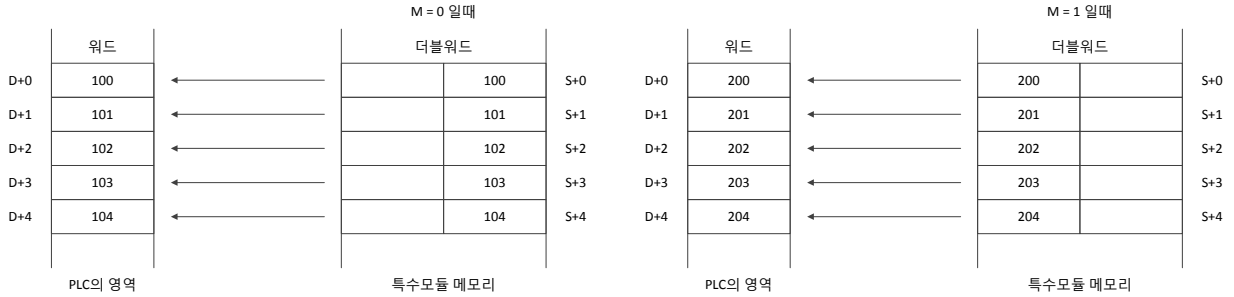 M = 0 일때
워드 더블워드
D+0 100 100 S+0
D+1 101 101 S+1
D+2 102 102 S+2
D+3 103 103 S+3
D+4 104 104 S+4
PLC의 영역 특수모듈 메모리
M = 1 일때
워드 더블워드
D+0 200 200 S+0
D+1 201 201 S+1
D+2 202 202 S+2
D+3 203 203 S+3
D+4 204 204 S+4
PLC의 영역 특수모듈 메모리